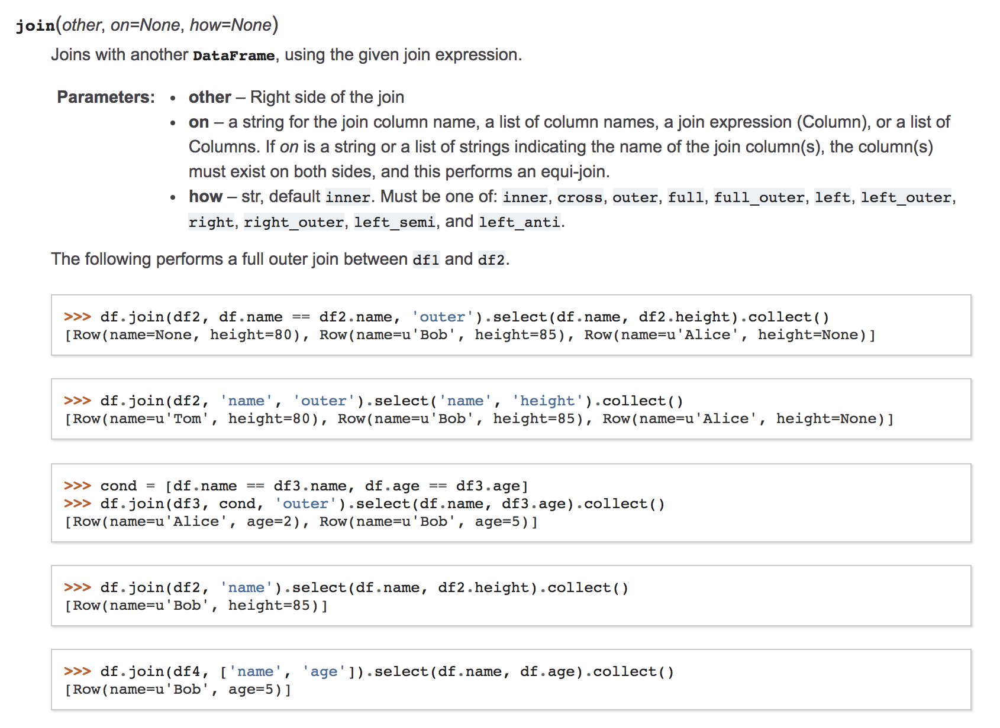 join(other, on=None, how=None)
Joins with another DataFrame, using the given join expression.
Parameters: • other – Right side of the join
• on – a string for the join column name, a list of column names, a join expression (Column), or a list of
Columns. If on is a string or a list of strings indicating the name of the join column(s), the column(s)
must exist on both sides, and this performs an equi-join.
• how – str, default inner. Must be one of: inner, cross, outer, full, full_outer, left, left_outer,
right, right_outer, left_semi, and left_anti.
The following performs a full outer join between df1 and df2.
>>> df.join(df2, df.name == df2.name, 'outer').select(df.name, df2.height).collect()
[Row(name=None, height=80), Row(name=u'Bob', height=85), Row(name=u'Alice', height=None)]
>>> df.join(df2, 'name', 'outer').select('name', 'height').collect()
[Row(name=u'Tom', height=80), Row(name=u'Bob', height=85), Row(name=u'Alice', height=None)]
>>> cond = [df.name == df3.name, df.age == df3.age]
>>> df.join(df3, cond, 'outer').select(df.name, df3.age).collect()
[Row(name=u'Alice', age=2), Row(name=u'Bob', age=5)]
>>> df.join(df2, 'name').select(df.name, df2.height).collect()
[Row(name=u'Bob', height=85)]
>>> df.join(df4, ['name', 'age']).select(df.name, df.age).collect()
[Row(name=u'Bob', age=5)]